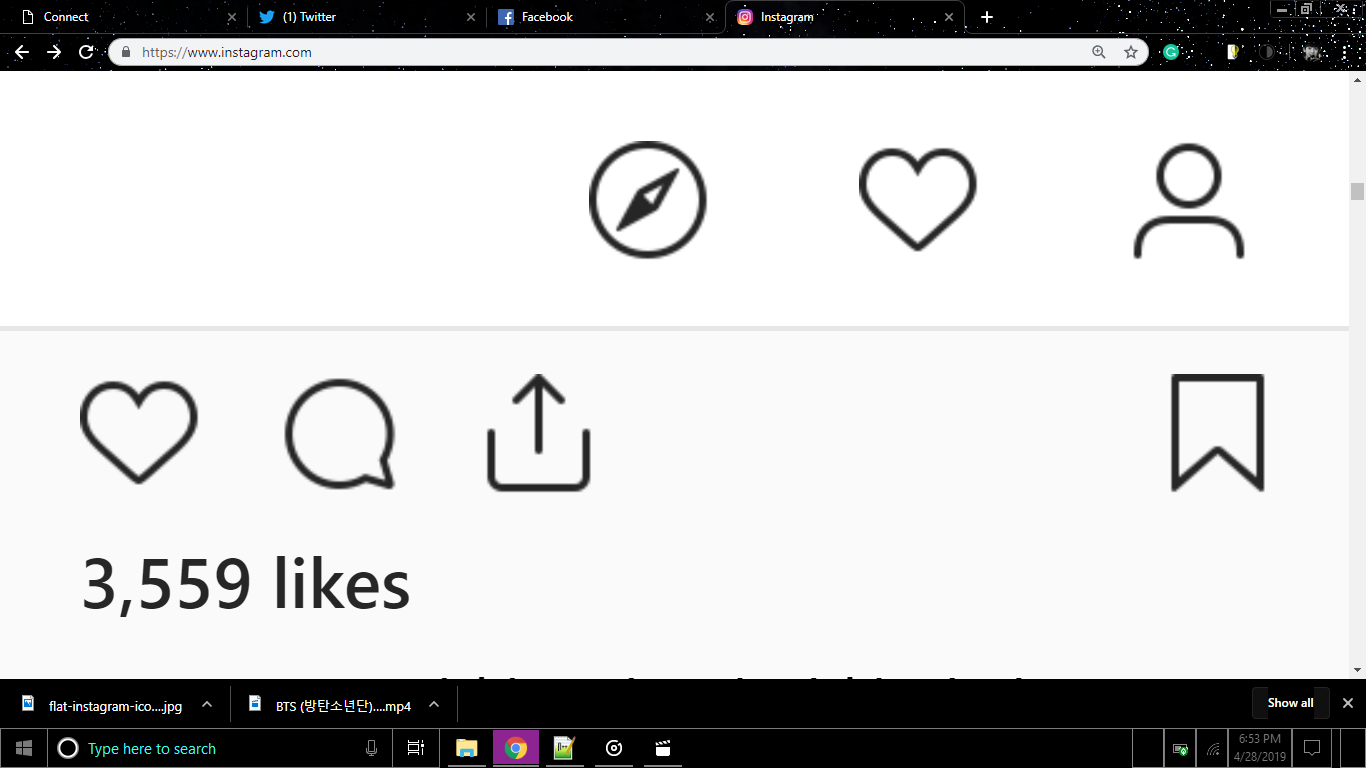 Connect
(1) Twitter
Facebook
Instagram
https://www.instagram.com
3,559 likes
flat-instagram-ico....jpg
BTS (방탄소년단)....mp4
Show all
Type here to search
6:53 PM
4/28/2019